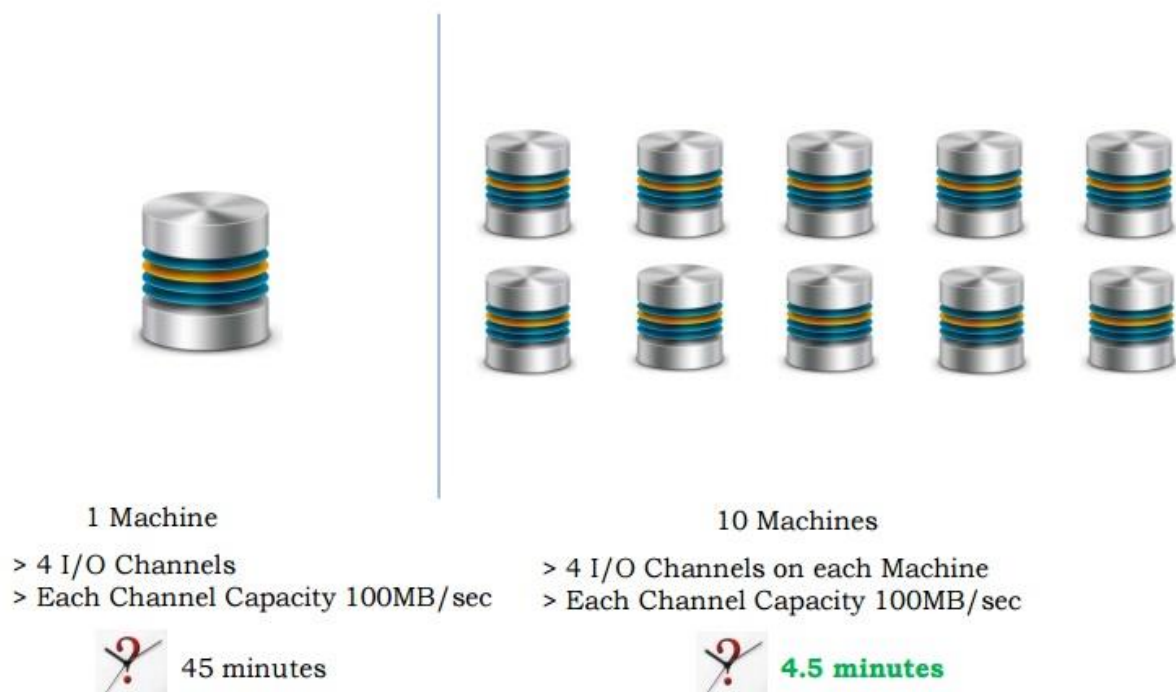 1 Machine
> 4 I/O Channels
> Each Channel Capacity 100MB/sec
45 minutes
10 Machines
> 4 I/O Channels on each Machine
> Each Channel Capacity 100MB/sec
4.5 minutes